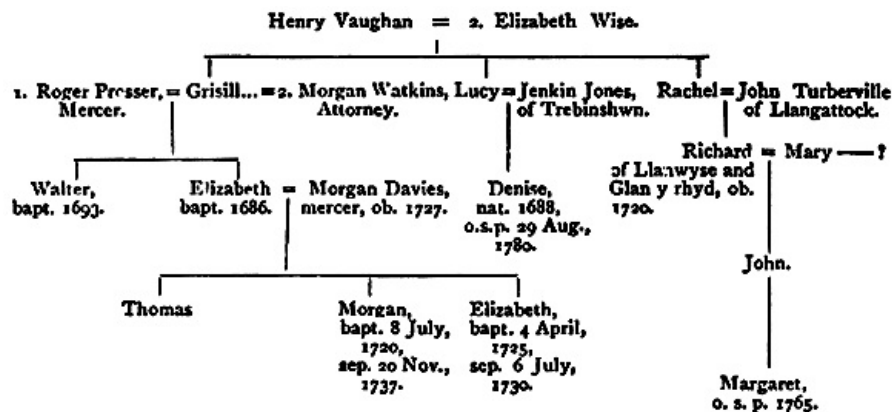 Henry Vaughan = 2. Elizabeth Wise.
1. Roger Prosser, = Grisill... = 2. Morgan Watkins, Lucy = Jenkin Jones, Rachel = John Turberville
Mercer. Attorney. of Trebinshwn. of Llangattock.
Richard = Mary — ?
Walter, Elizabeth = Morgan Davies, Denise, of Llanwyse and
bapt. 1693. bapt. 1686. mercer, ob. 1727. nat. 1688, Glan y rhyd, ob.
o.s.p. 29 Aug., 1720.
1780.
John.
Thomas Morgan, Elizabeth,
bapt. 8 July, bapt. 4 April,
1720, 1725,
sep. 20 Nov., sep. 6 July,
1737. 1730.
Margaret,
o. s. p. 1765.